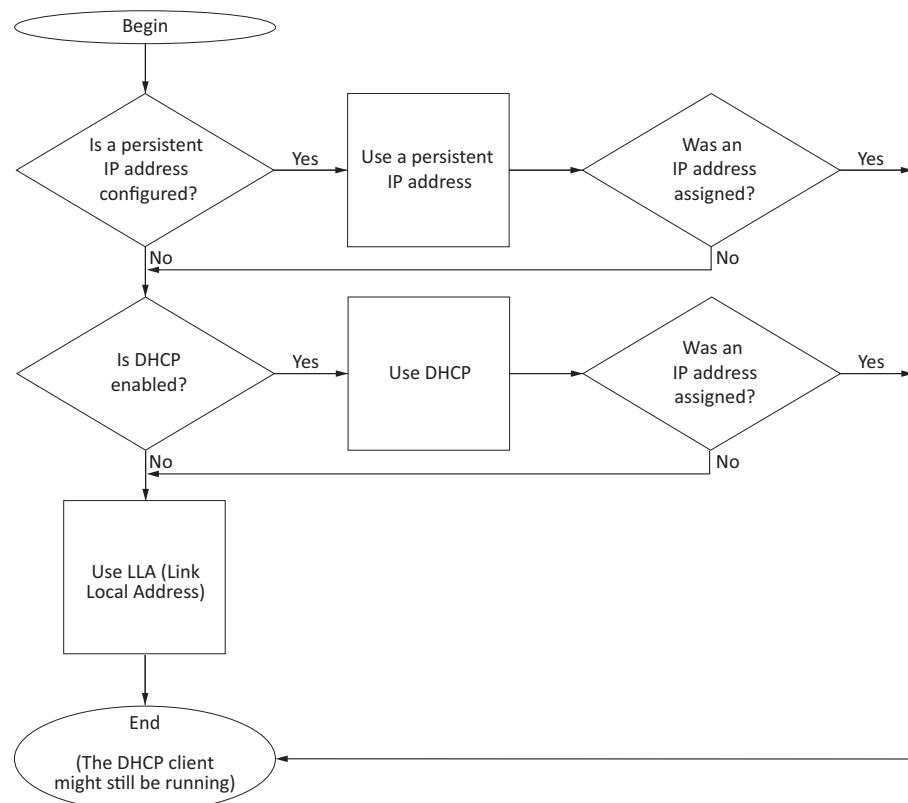 Begin
Is a persistent
IP address
configured?
Yes
Use a persistent
IP address
Was an
IP address
assigned?
Yes
No
No
Is DHCP
enabled?
Yes
Use DHCP
Was an
IP address
assigned?
Yes
No
No
Use LLA (Link
Local Address)
End
(The DHCP client
might still be running)